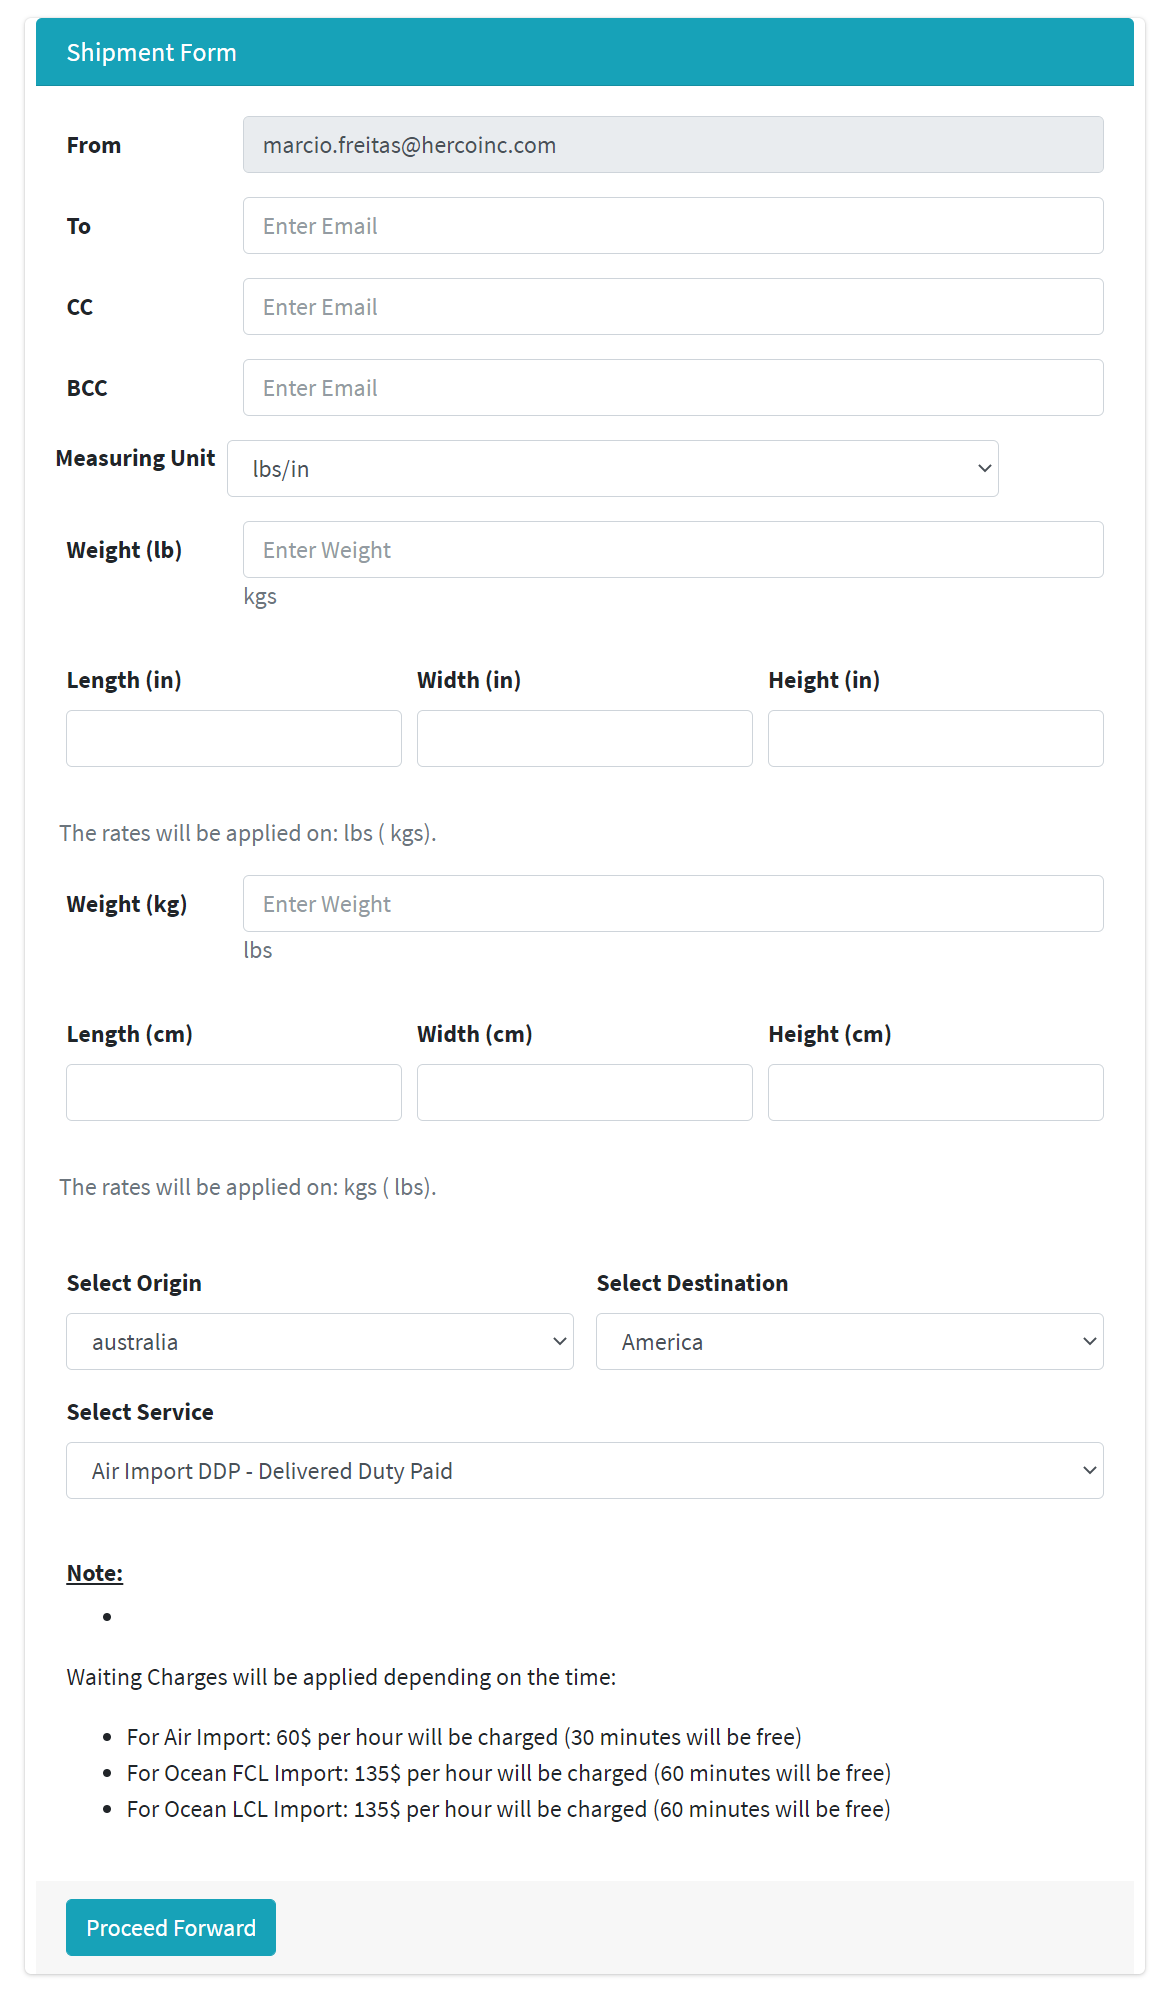 Shipment Form
From marcio.freitas@hercoinc.com
To Enter Email
CC Enter Email
BCC Enter Email
Measuring Unit lbs/in
Weight (lb) Enter Weight
kgs
Length (in) Width (in) Height (in)
The rates will be applied on: lbs ( kgs).
Weight (kg) Enter Weight
lbs
Length (cm) Width (cm) Height (cm)
The rates will be applied on: kgs ( lbs).
Select Origin Select Destination
australia America
Select Service
Air Import DDP - Delivered Duty Paid
Note:
Waiting Charges will be applied depending on the time:
• For Air Import: 60$ per hour will be charged (30 minutes will be free)
• For Ocean FCL Import: 135$ per hour will be charged (60 minutes will be free)
• For Ocean LCL Import: 135$ per hour will be charged (60 minutes will be free)
Proceed Forward